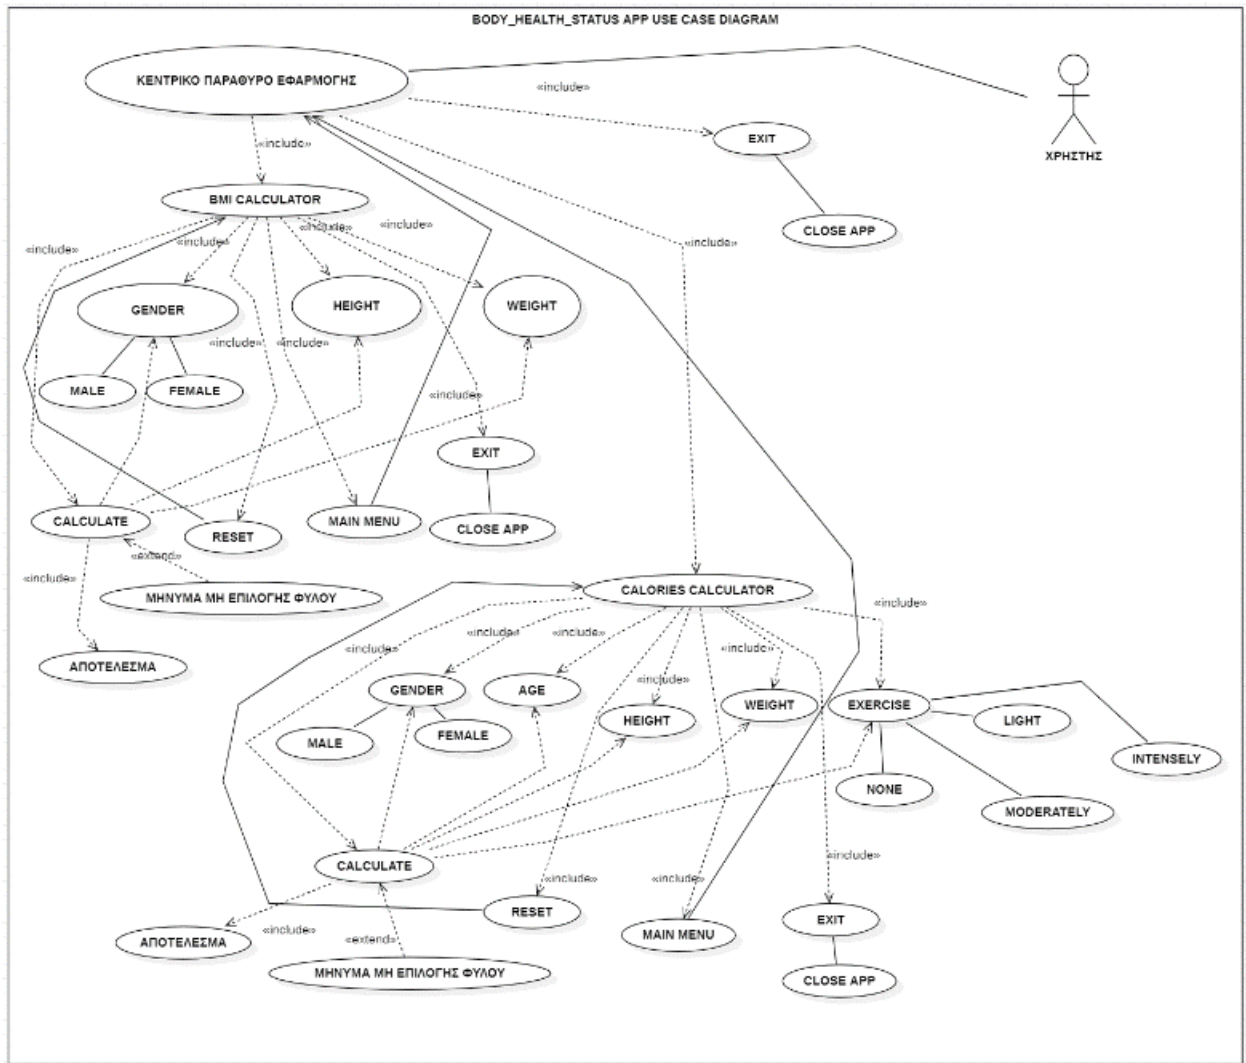 BODY_HEALTH_STATUS APP USE CASE DIAGRAM
ΚΕΝΤΡΙΚΟ ΠΑΡΑΘΥΡΟ ΕΦΑΡΜΟΓΗΣ
«include»
EXIT
ΧΡΗΣΤΗΣ
«include»
BMI CALCULATOR
CLOSE APP
«include»
«include»
«include»
«include»
«include»
GENDER
HEIGHT
WEIGHT
«include»
«include»
MALE
FEMALE
«include»
EXIT
CALCULATE
RESET
MAIN MENU
CLOSE APP
«extend»
«include»
ΜΗΝΥΜΑ ΜΗ ΕΠΙΛΟΓΗΣ ΦΥΛΟΥ
CALORIES CALCULATOR
«include»
«include»
«include»
«include»
«include»
ΑΠΟΤΕΛΕΣΜΑ
«include»
GENDER
AGE
HEIGHT
WEIGHT
EXERCISE
LIGHT
MALE
FEMALE
INTENSELY
NONE
MODERATELY
«include»
CALCULATE
«include»
«include»
RESET
EXIT
«include»
MAIN MENU
ΑΠΟΤΕΛΕΣΜΑ
«extend»
ΜΗΝΥΜΑ ΜΗ ΕΠΙΛΟΓΗΣ ΦΥΛΟΥ
CLOSE APP